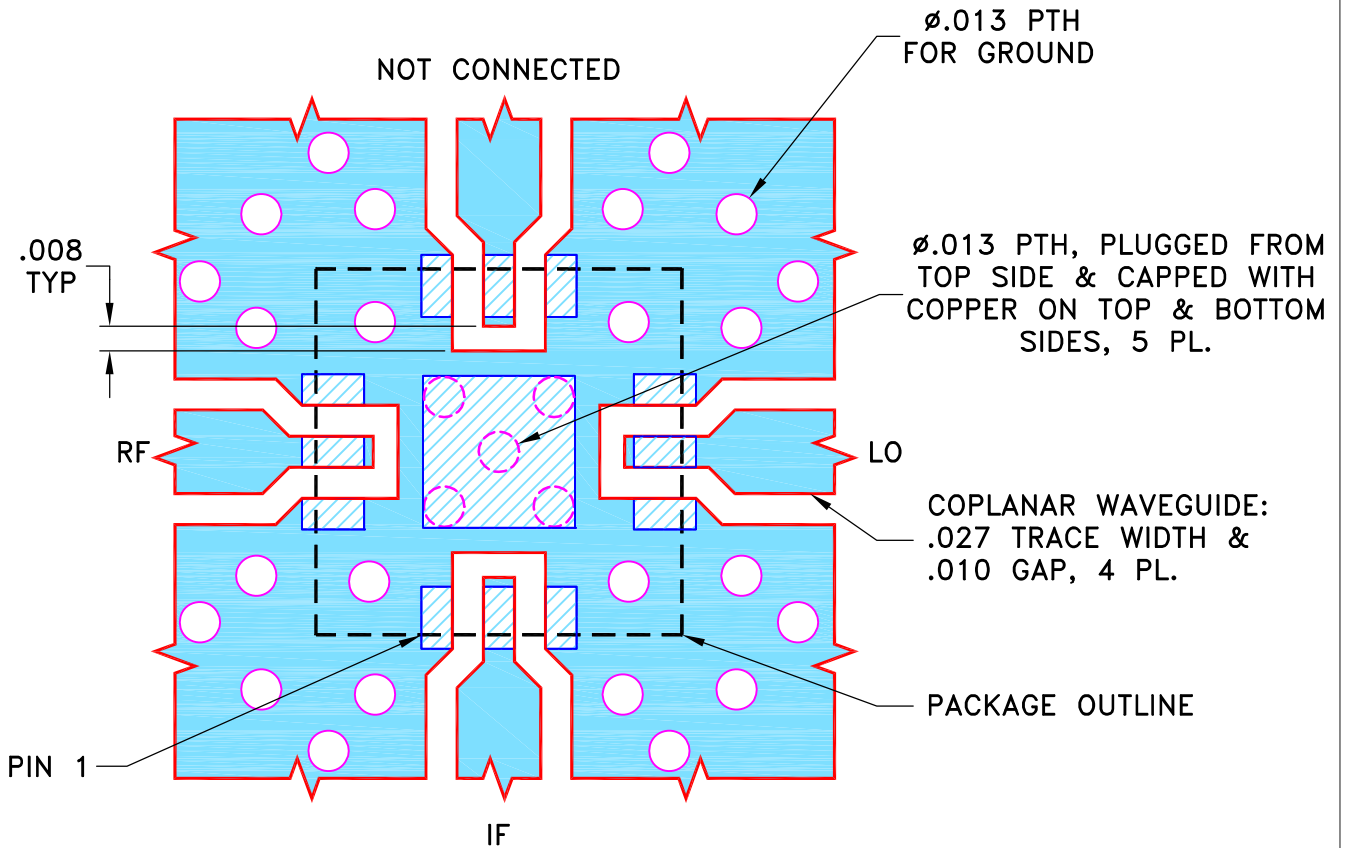 Ø.013 PTH
FOR GROUND
NOT CONNECTED
.008
TYP
Ø.013 PTH, PLUGGED FROM
TOP SIDE & CAPPED WITH
COPPER ON TOP & BOTTOM
SIDES, 5 PL.
RF
LO
COPLANAR WAVEGUIDE:
.027 TRACE WIDTH &
.010 GAP, 4 PL.
PACKAGE OUTLINE
PIN 1
IF